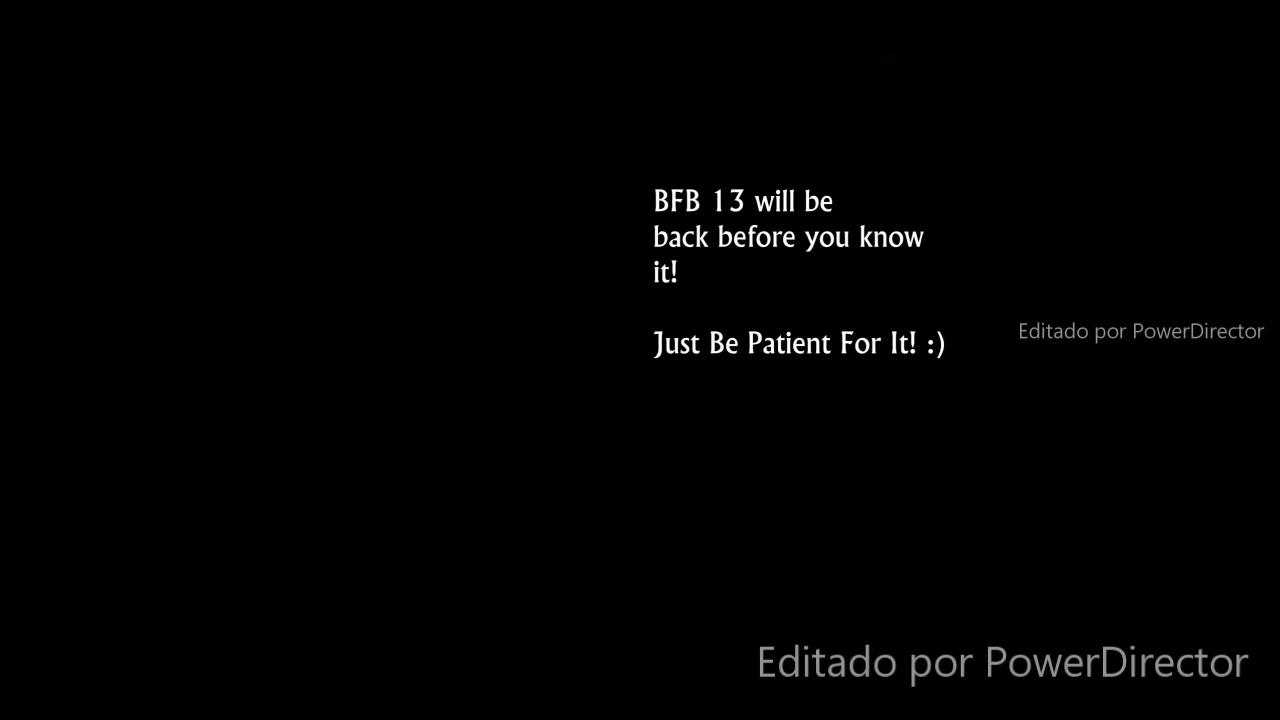 BFB 13 will be
back before you know
it!
Just Be Patient For It! :)
Editado por PowerDirector
Editado por PowerDirector